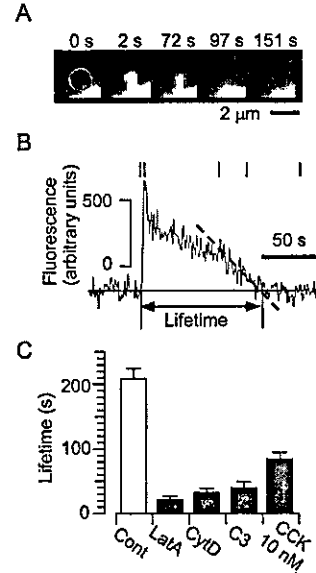 A
0 s 2 s 72 s 97 s 151 s
2 μm
B
Fluorescence
(arbitrary units)
500
0
50 s
Lifetime
C
Lifetime (s)
200
100
0
Cont
LatA
CytD
C3
CCK
10 nM